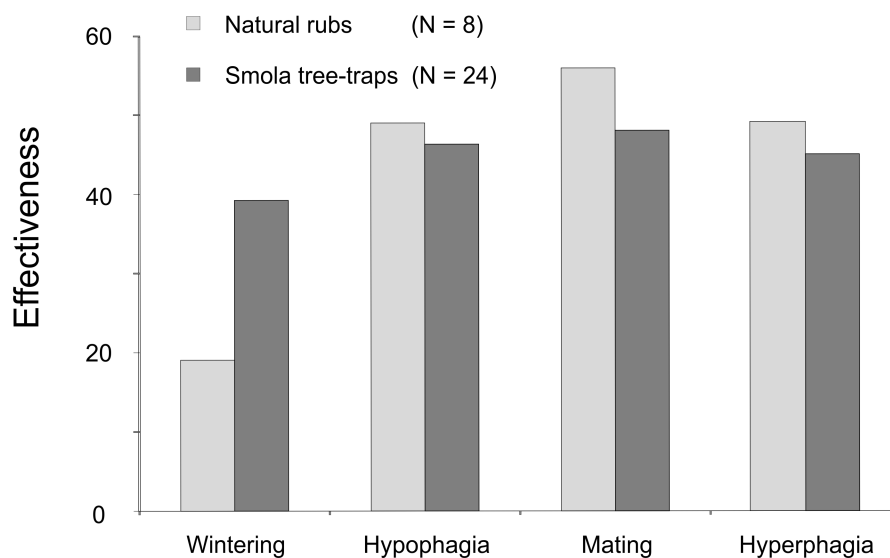 60
Natural rubs (N = 8)
Smola tree-traps (N = 24)
Effectiveness
40
20
0
Wintering Hypophagia Mating Hyperphagia